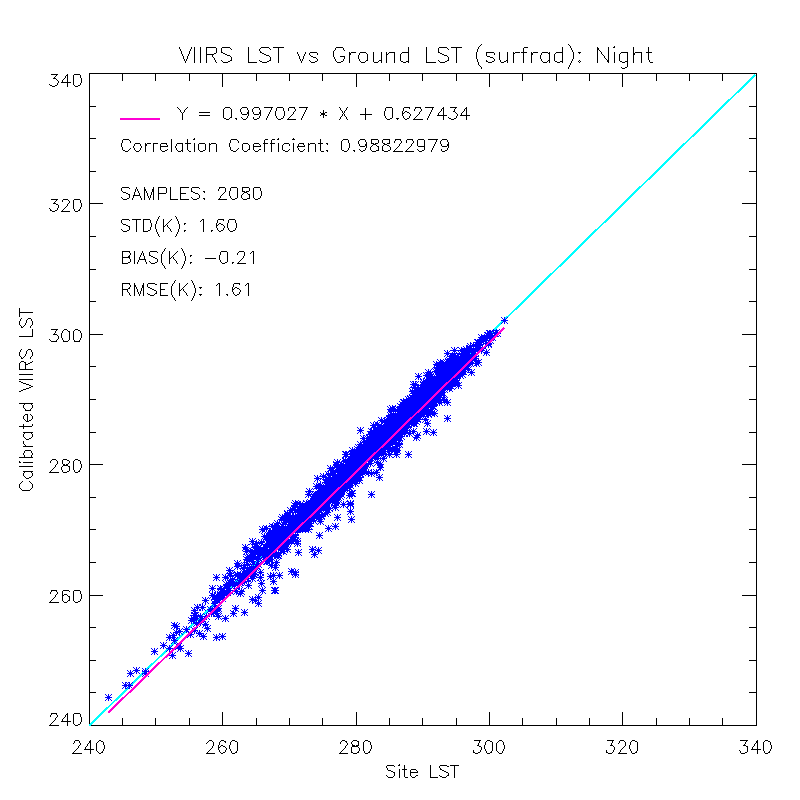 VIIRS LST vs Ground LST (surfrad): Night
Y = 0.997027 * X + 0.627434
Correlation Coefficient: 0.98822979
SAMPLES: 2080
STD(K): 1.60
BIAS(K): −0.21
RMSE(K): 1.61
340
320
300
280
260
240
Calibrated VIIRS LST
240 260 280 300 320 340
Site LST